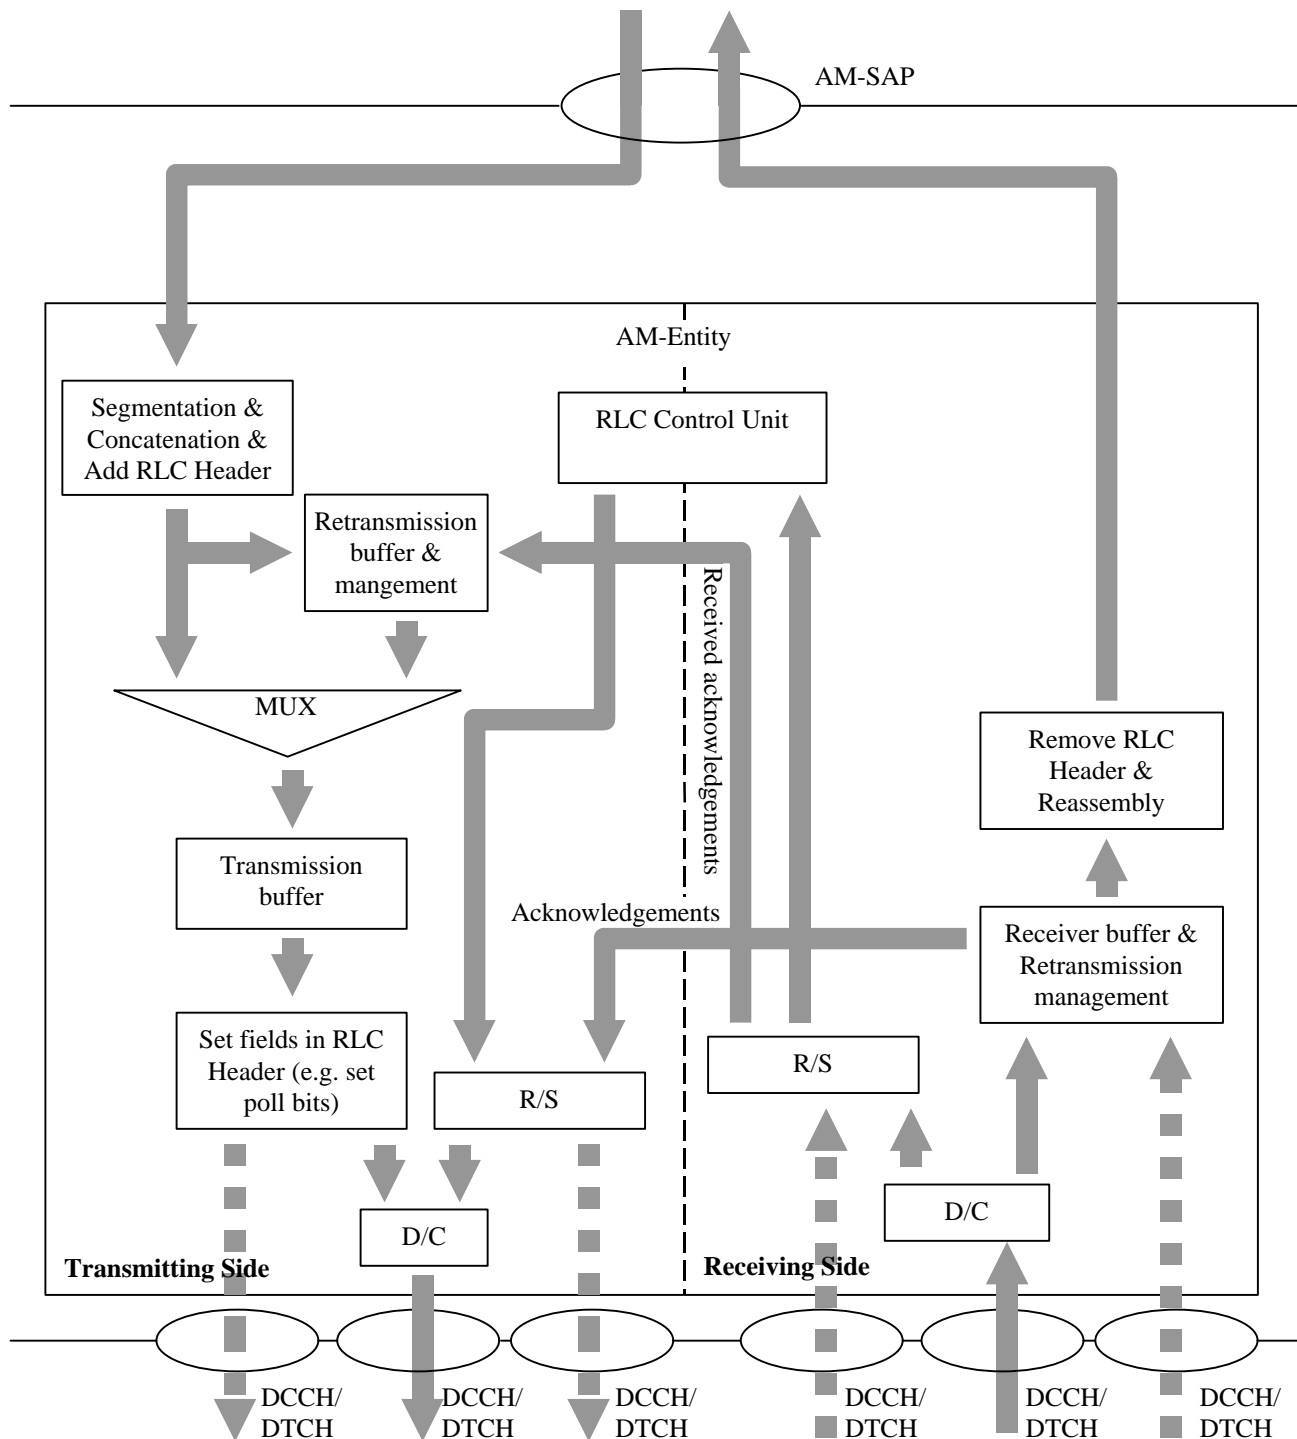 AM-SAP
AM-Entity
Segmentation &
Concatenation &
Add RLC Header
RLC Control Unit
Retransmission
buffer &
mangement
Received acknowledgements
MUX
Remove RLC
Header &
Reassembly
Transmission
buffer
Acknowledgements
Receiver buffer &
Retransmission
management
Set fields in RLC
Header (e.g. set
poll bits)
R/S
R/S
D/C
D/C
Transmitting Side
Receiving Side
DCCH/
DTCH
DCCH/
DTCH
DCCH/
DTCH
DCCH/
DTCH
DCCH/
DTCH
DCCH/
DTCH